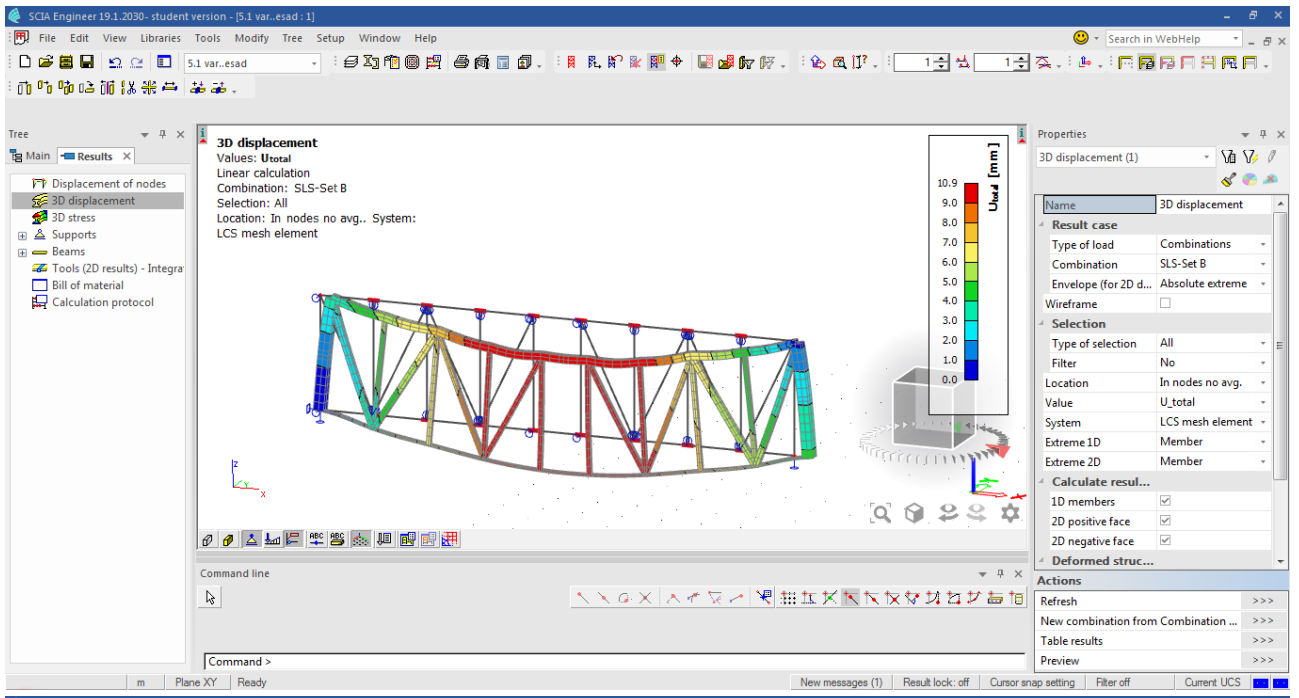 SCIA Engineer 19.1.2030- student version - [5.1 var..esad : 1]
File Edit View Libraries Tools Modify Tree Setup Window Help
Search in WebHelp
5.1 var..esad
1
1
Tree
Main
Results
Displacement of nodes
3D displacement
3D stress
Supports
Beams
Tools (2D results) - Integra
Bill of material
Calculation protocol
3D displacement
Values: Utotal
Linear calculation
Combination: SLS-Set B
Selection: All
Location: In nodes no avg.. System:
LCS mesh element
Utotal [mm]
10.9
9.0
8.0
7.0
6.0
5.0
4.0
3.0
2.0
1.0
0.0
z
Y
x
ABC
ABC
Command line
Command >
Properties
3D displacement (1)
Name 3D displacement
Result case
Type of load Combinations
Combination SLS-Set B
Envelope (for 2D d... Absolute extreme
Wireframe
Selection
Type of selection All
Filter No
Location In nodes no avg.
Value U_total
System LCS mesh element
Extreme 1D Member
Extreme 2D Member
Calculate resul...
1D members
2D positive face
2D negative face
Deformed struc...
Actions
Refresh >>>
New combination from Combination ... >>>
Table results >>>
Preview >>>
m Plane XY Ready New messages (1) Result lock: off Cursor snap setting Filter off Current UCS